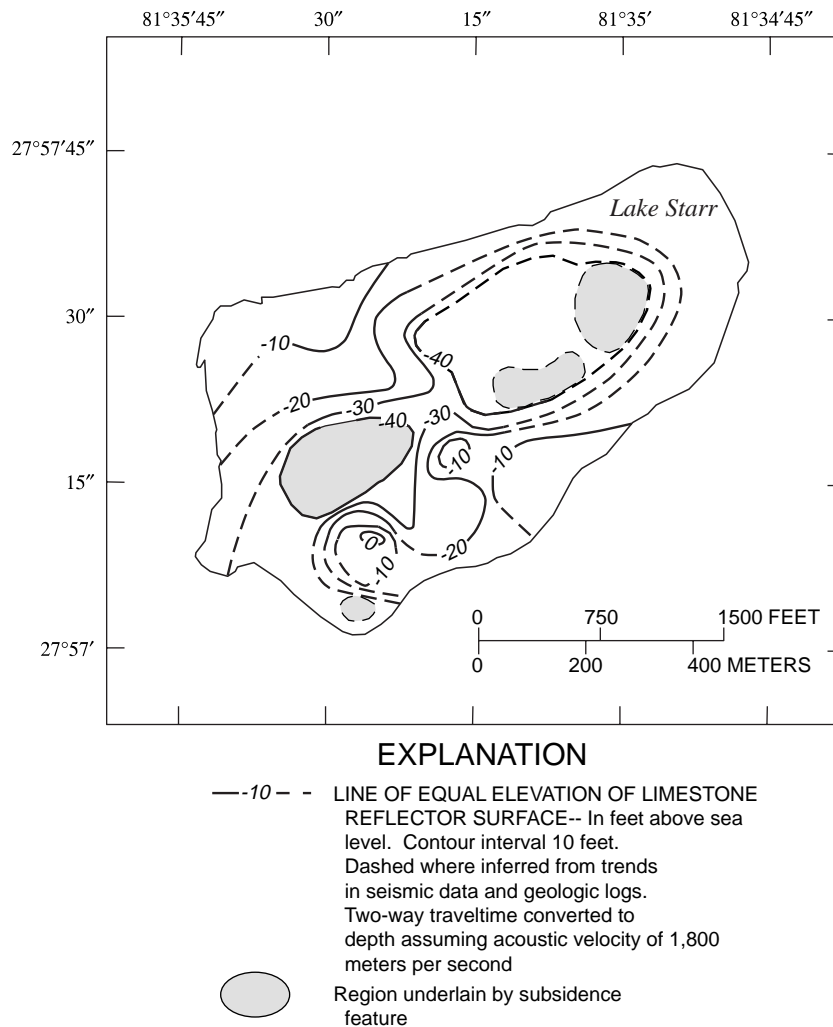 81°35′45″ 30″ 15″ 81°35′ 81°34′45″
27°57′45″
Lake Starr
30″
-10
-40
-20
-30
-40
-30
-10
-10
15″
-20
0
-10
0 750 1500 FEET
27°57′
0 200 400 METERS
EXPLANATION
-10 LINE OF EQUAL ELEVATION OF LIMESTONE
REFLECTOR SURFACE-- In feet above sea
level. Contour interval 10 feet.
Dashed where inferred from trends
in seismic data and geologic logs.
Two-way traveltime converted to
depth assuming acoustic velocity of 1,800
meters per second
Region underlain by subsidence
feature